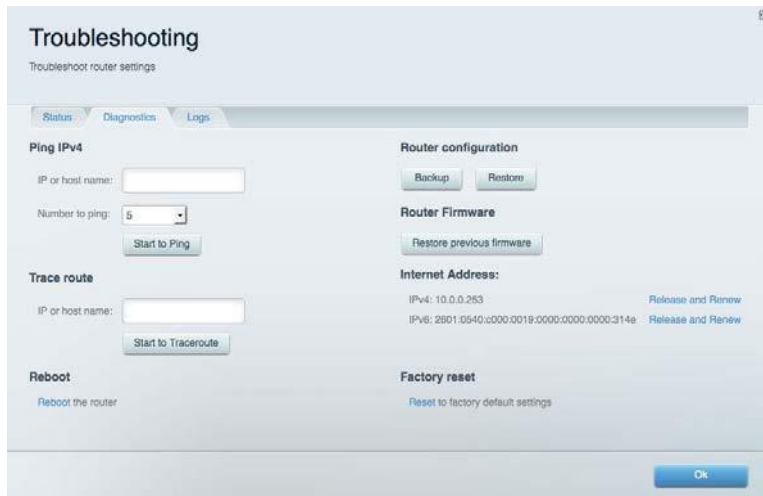 Troubleshooting
Troubleshoot router settings
Status Diagnostics Logs
Ping IPv4
IP or host name:
Number to ping: 5
Start to Ping
Trace route
IP or host name:
Start to Traceroute
Reboot
Reboot the router
Router configuration
Backup Restore
Router Firmware
Restore previous firmware
Internet Address:
IPv4: 10.0.0.253 Release and Renew
IPv6: 2601:0540:c000:0019:0000:0000:0000:314e Release and Renew
Factory reset
Reset to factory default settings
Ok